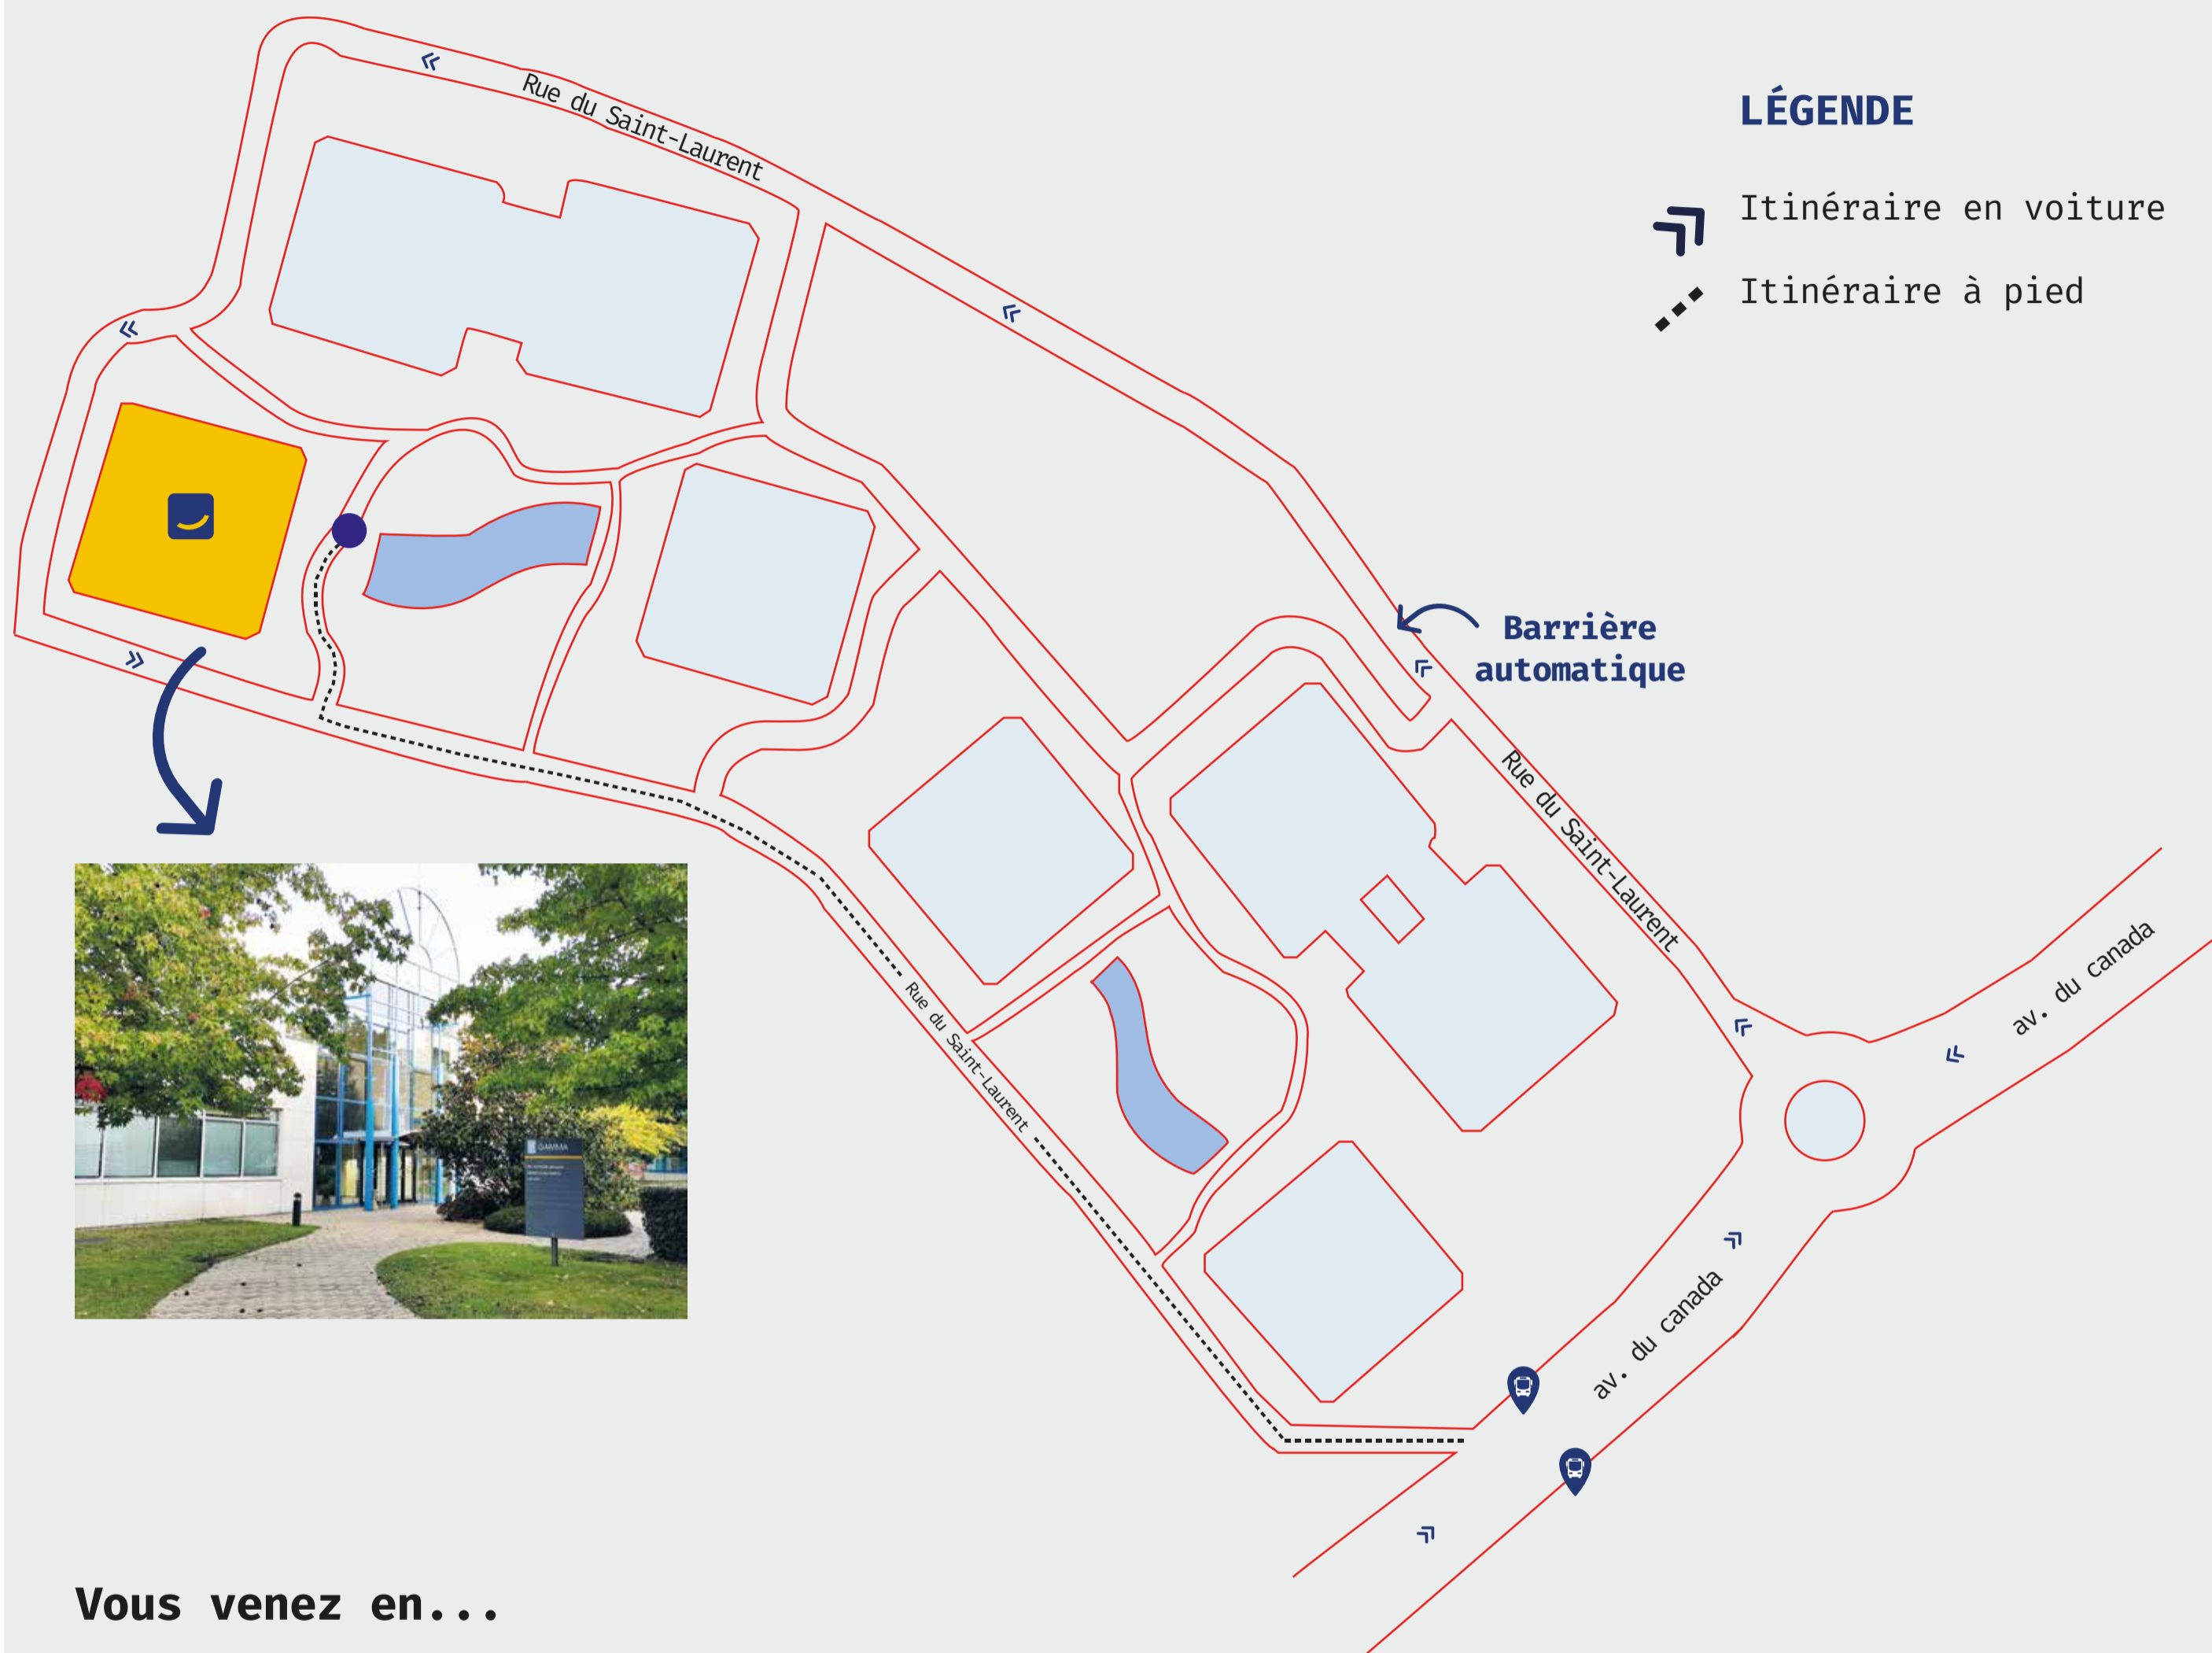 LÉGENDE
Itinéraire en voiture
Itinéraire à pied
Rue du Saint-Laurent
Barrière
automatique
Rue du Saint-Laurent
av. du canada
Rue du Saint-Laurent
av. du canada
GAMMA
Vous venez en...